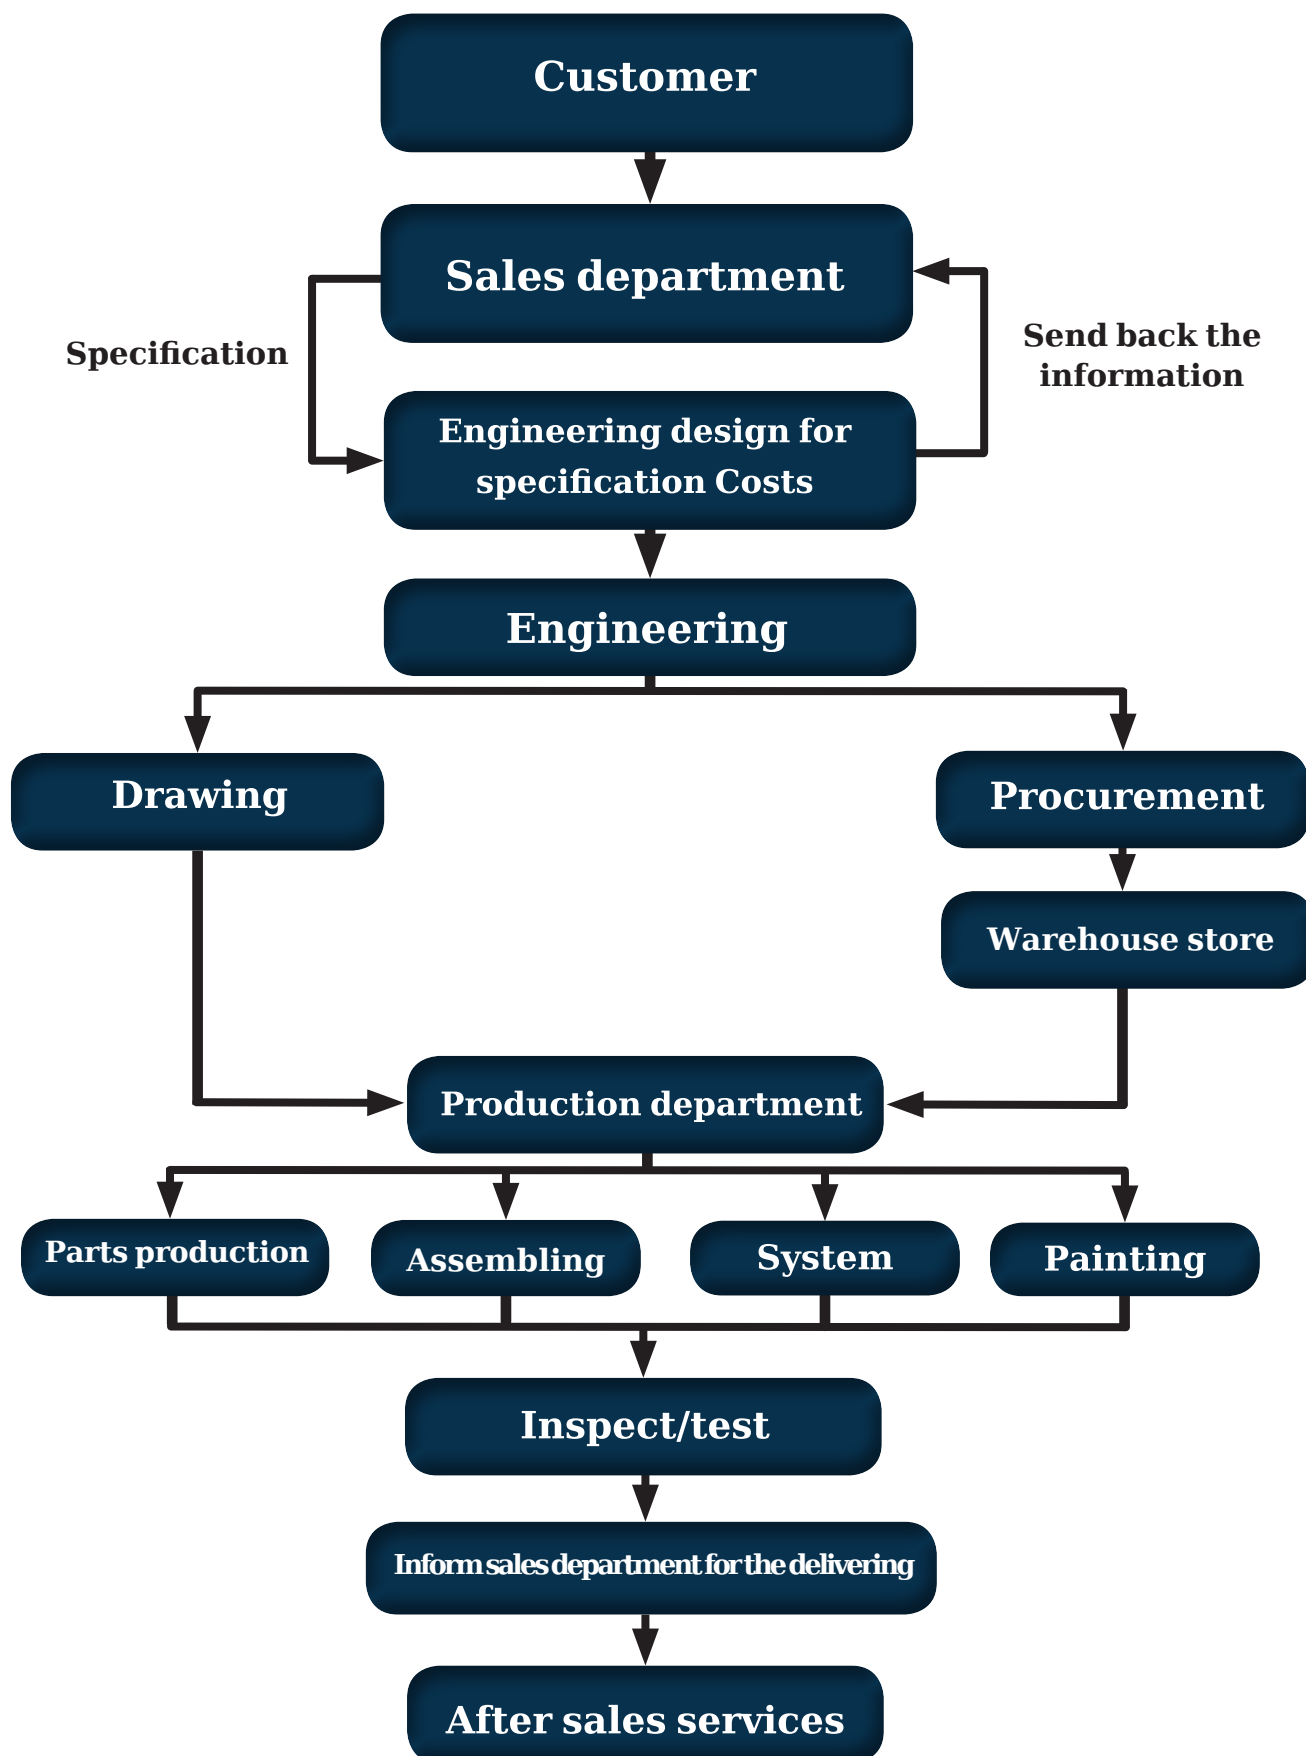 Customer
Sales department
Specification
Send back the
information
Engineering design for
specification Costs
Engineering
Drawing
Procurement
Warehouse store
Production department
Parts production
Assembling
System
Painting
Inspect/test
Inform sales department for the delivering
After sales services